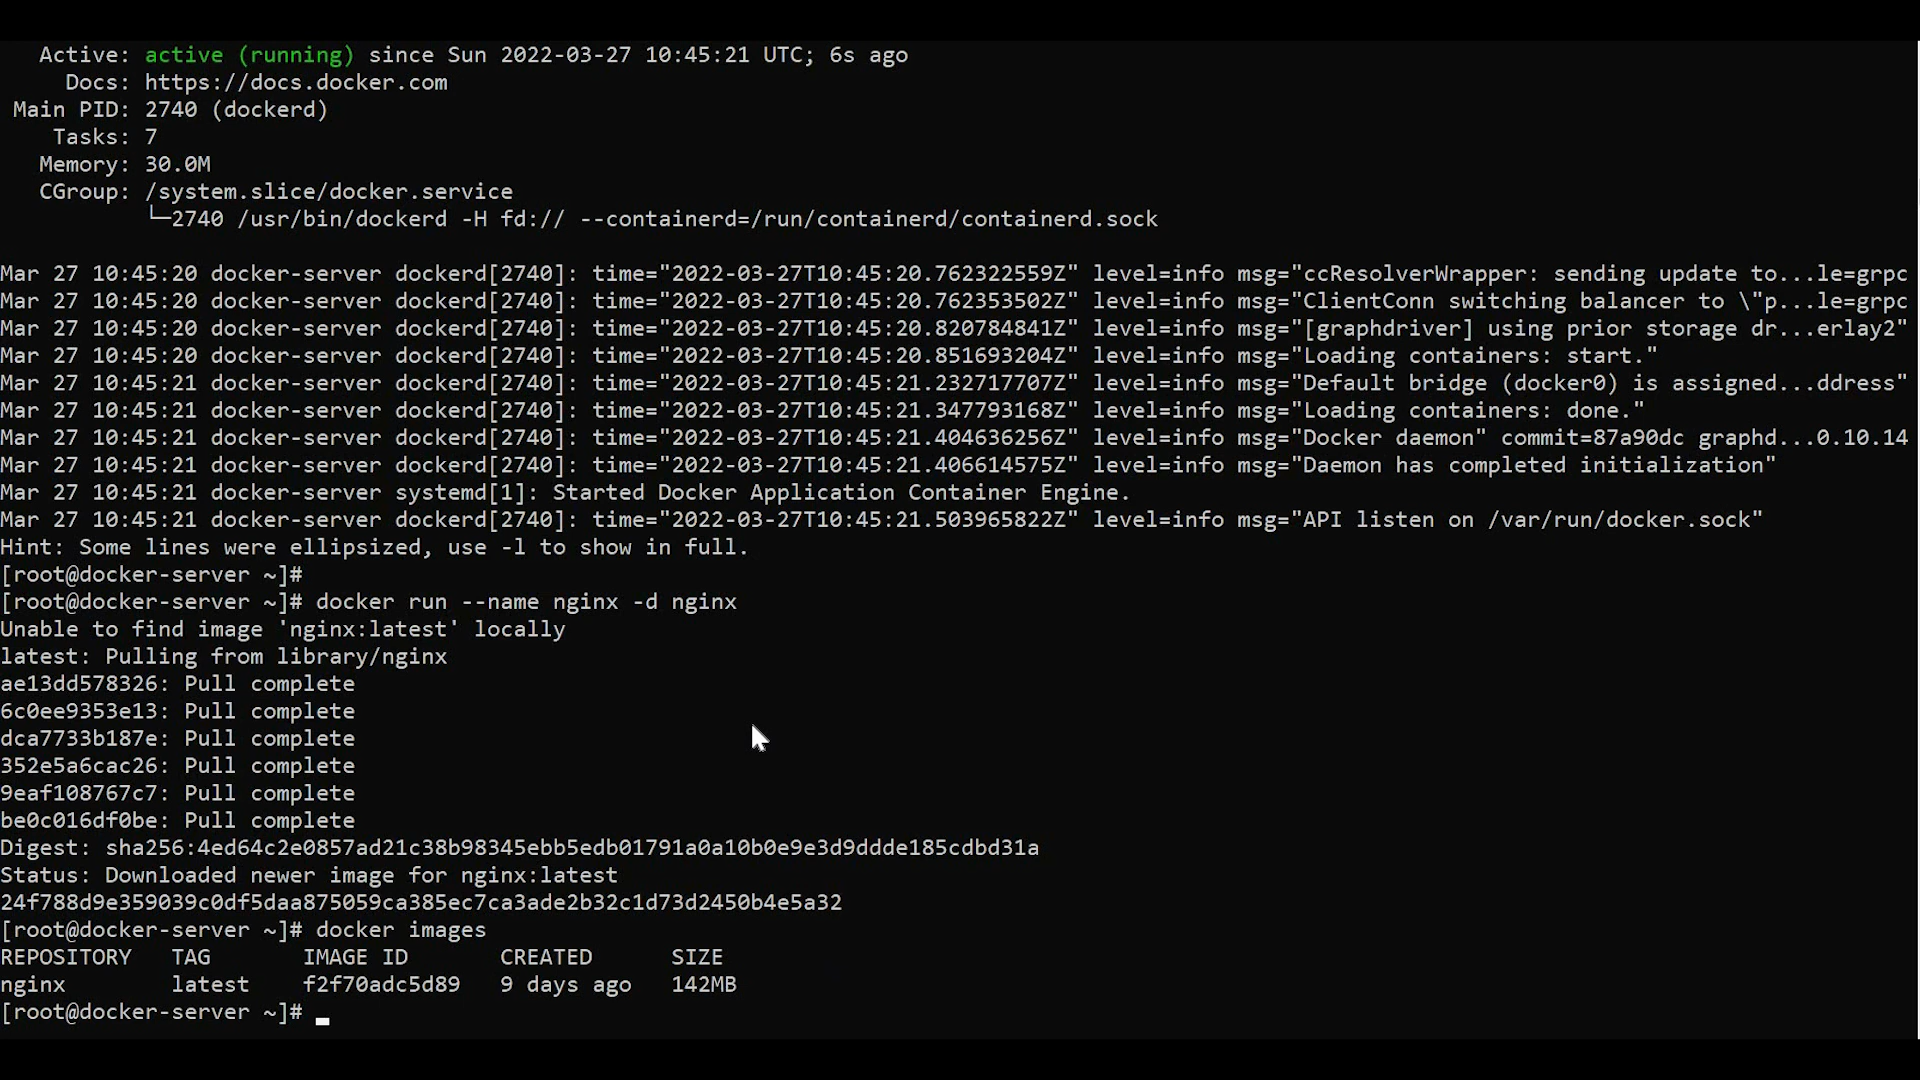 Active: active (running) since Sun 2022-03-27 10:45:21 UTC; 6s ago
Docs: https://docs.docker.com
Main PID: 2740 (dockerd)
Tasks: 7
Memory: 30.0M
CGroup: /system.slice/docker.service
└─2740 /usr/bin/dockerd -H fd:// --containerd=/run/containerd/containerd.sock
Mar 27 10:45:20 docker-server dockerd[2740]: time="2022-03-27T10:45:20.762322559Z" level=info msg="ccResolverWrapper: sending update to...le=grpc
Mar 27 10:45:20 docker-server dockerd[2740]: time="2022-03-27T10:45:20.762353502Z" level=info msg="ClientConn switching balancer to \"p...le=grpc
Mar 27 10:45:20 docker-server dockerd[2740]: time="2022-03-27T10:45:20.820784841Z" level=info msg="[graphdriver] using prior storage dr...erlay2"
Mar 27 10:45:20 docker-server dockerd[2740]: time="2022-03-27T10:45:20.851693204Z" level=info msg="Loading containers: start."
Mar 27 10:45:21 docker-server dockerd[2740]: time="2022-03-27T10:45:21.232717707Z" level=info msg="Default bridge (docker0) is assigned...ddress"
Mar 27 10:45:21 docker-server dockerd[2740]: time="2022-03-27T10:45:21.347793168Z" level=info msg="Loading containers: done."
Mar 27 10:45:21 docker-server dockerd[2740]: time="2022-03-27T10:45:21.404636256Z" level=info msg="Docker daemon" commit=87a90dc graphd...0.10.14
Mar 27 10:45:21 docker-server dockerd[2740]: time="2022-03-27T10:45:21.406614575Z" level=info msg="Daemon has completed initialization"
Mar 27 10:45:21 docker-server systemd[1]: Started Docker Application Container Engine.
Mar 27 10:45:21 docker-server dockerd[2740]: time="2022-03-27T10:45:21.503965822Z" level=info msg="API listen on /var/run/docker.sock"
Hint: Some lines were ellipsized, use -l to show in full.
[root@docker-server ~]#
[root@docker-server ~]# docker run --name nginx -d nginx
Unable to find image 'nginx:latest' locally
latest: Pulling from library/nginx
ae13dd578326: Pull complete
6c0ee9353e13: Pull complete
dca7733b187e: Pull complete
352e5a6cac26: Pull complete
9eaf108767c7: Pull complete
be0c016df0be: Pull complete
Digest: sha256:4ed64c2e0857ad21c38b98345ebb5edb01791a0a10b0e9e3d9ddde185cdbd31a
Status: Downloaded newer image for nginx:latest
24f788d9e359039c0df5daa875059ca385ec7ca3ade2b32c1d73d2450b4e5a32
[root@docker-server ~]# docker images
REPOSITORY TAG IMAGE ID CREATED SIZE
nginx latest f2f70adc5d89 9 days ago 142MB
[root@docker-server ~]#